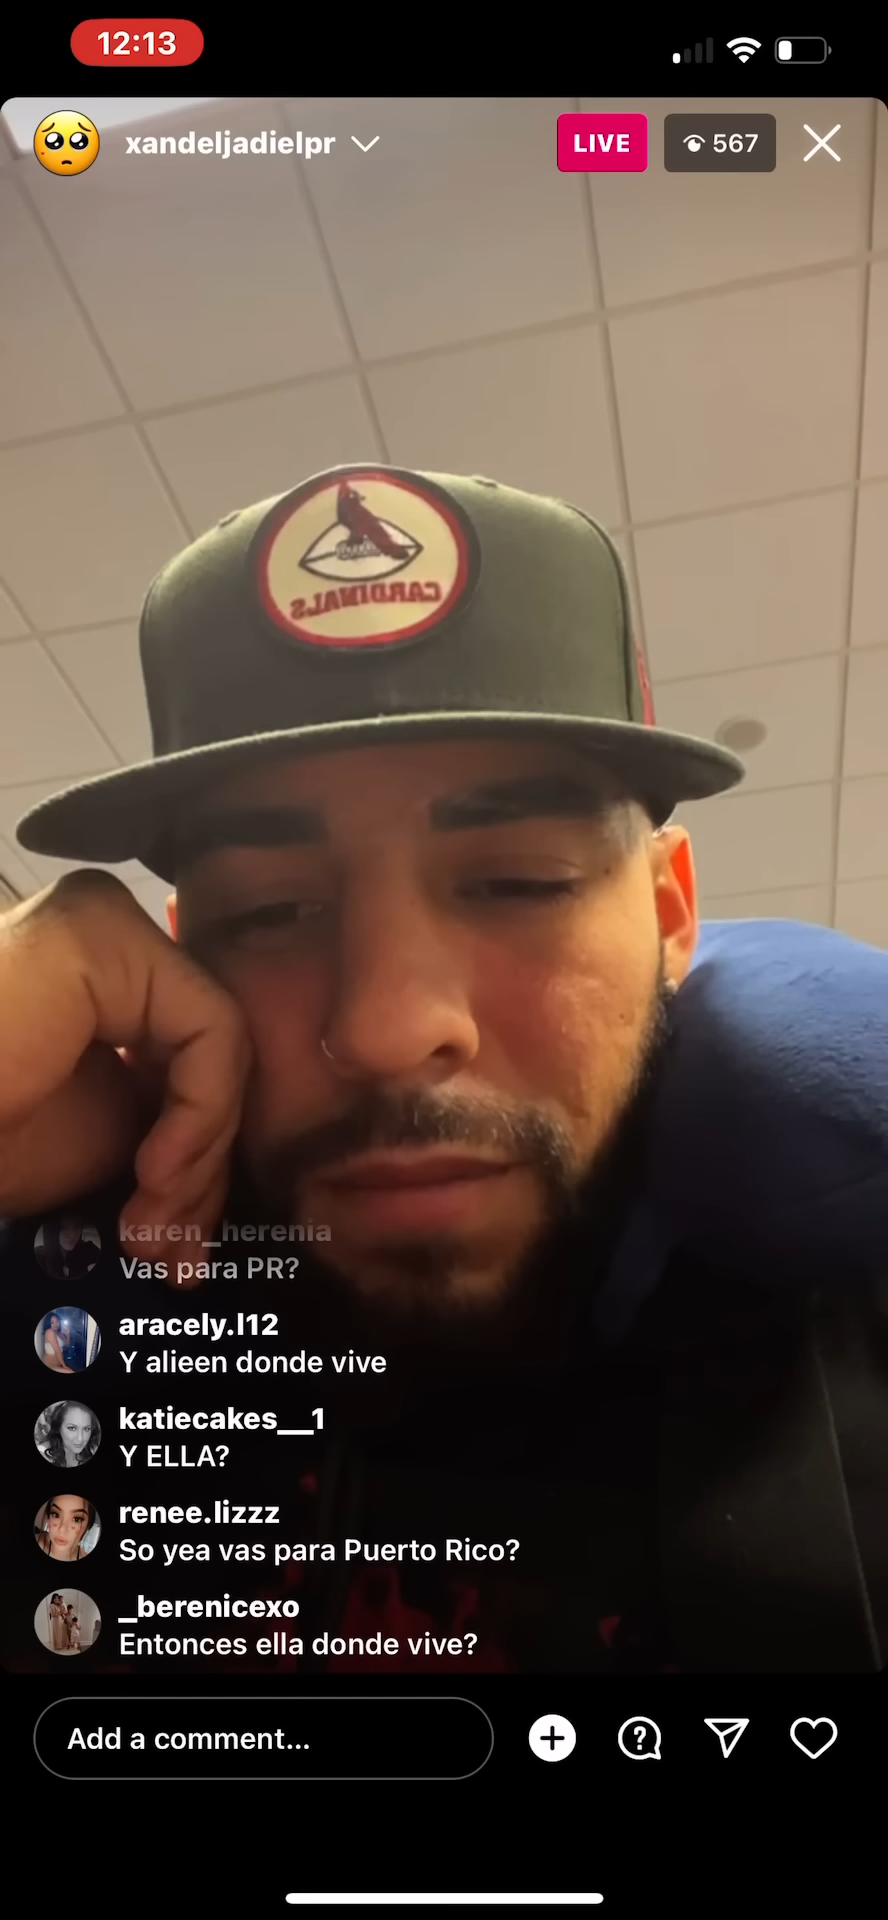 12:13
xandeljadielpr
LIVE
567
CARDINALS
karen_herenia
Vas para PR?
aracely.l12
Y alieen donde vive
katiecakes__1
Y ELLA?
renee.lizzz
So yea vas para Puerto Rico?
_berenicexo
Entonces ella donde vive?
Add a comment...